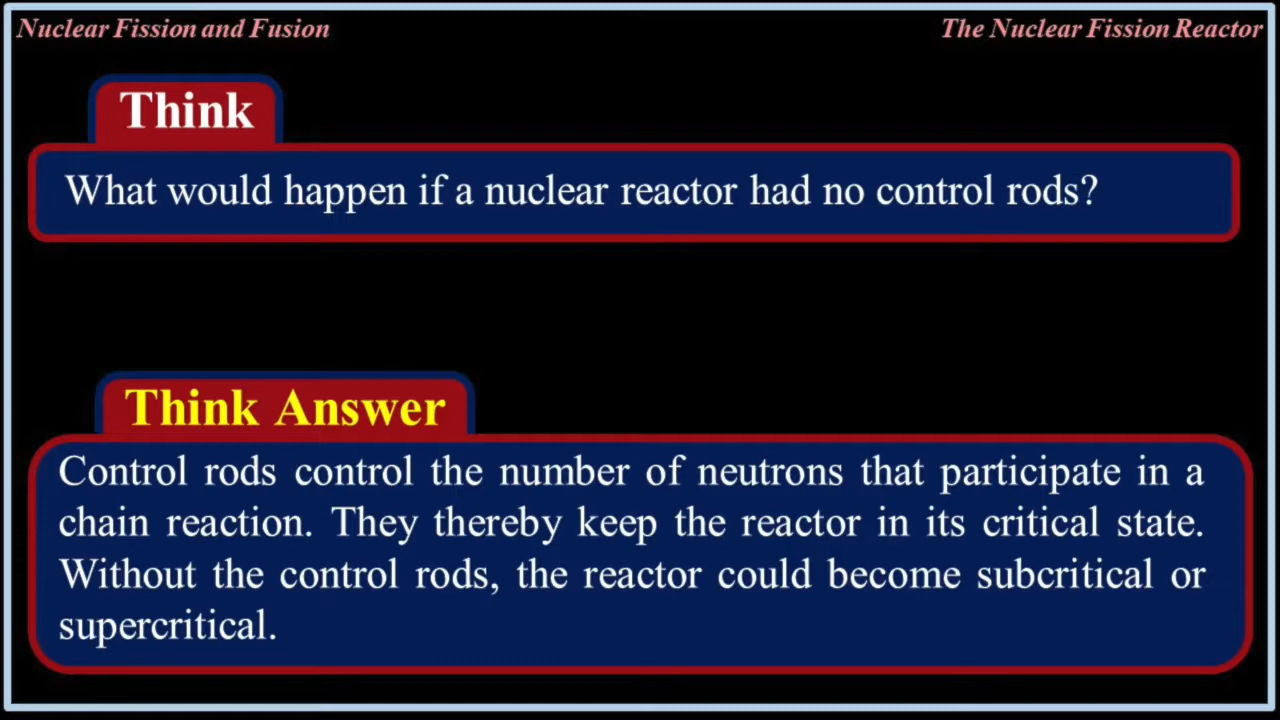 Nuclear Fission and Fusion
The Nuclear Fission Reactor
Think
What would happen if a nuclear reactor had no control rods?
Think Answer
Control rods control the number of neutrons that participate in a
chain reaction. They thereby keep the reactor in its critical state.
Without the control rods, the reactor could become subcritical or
supercritical.